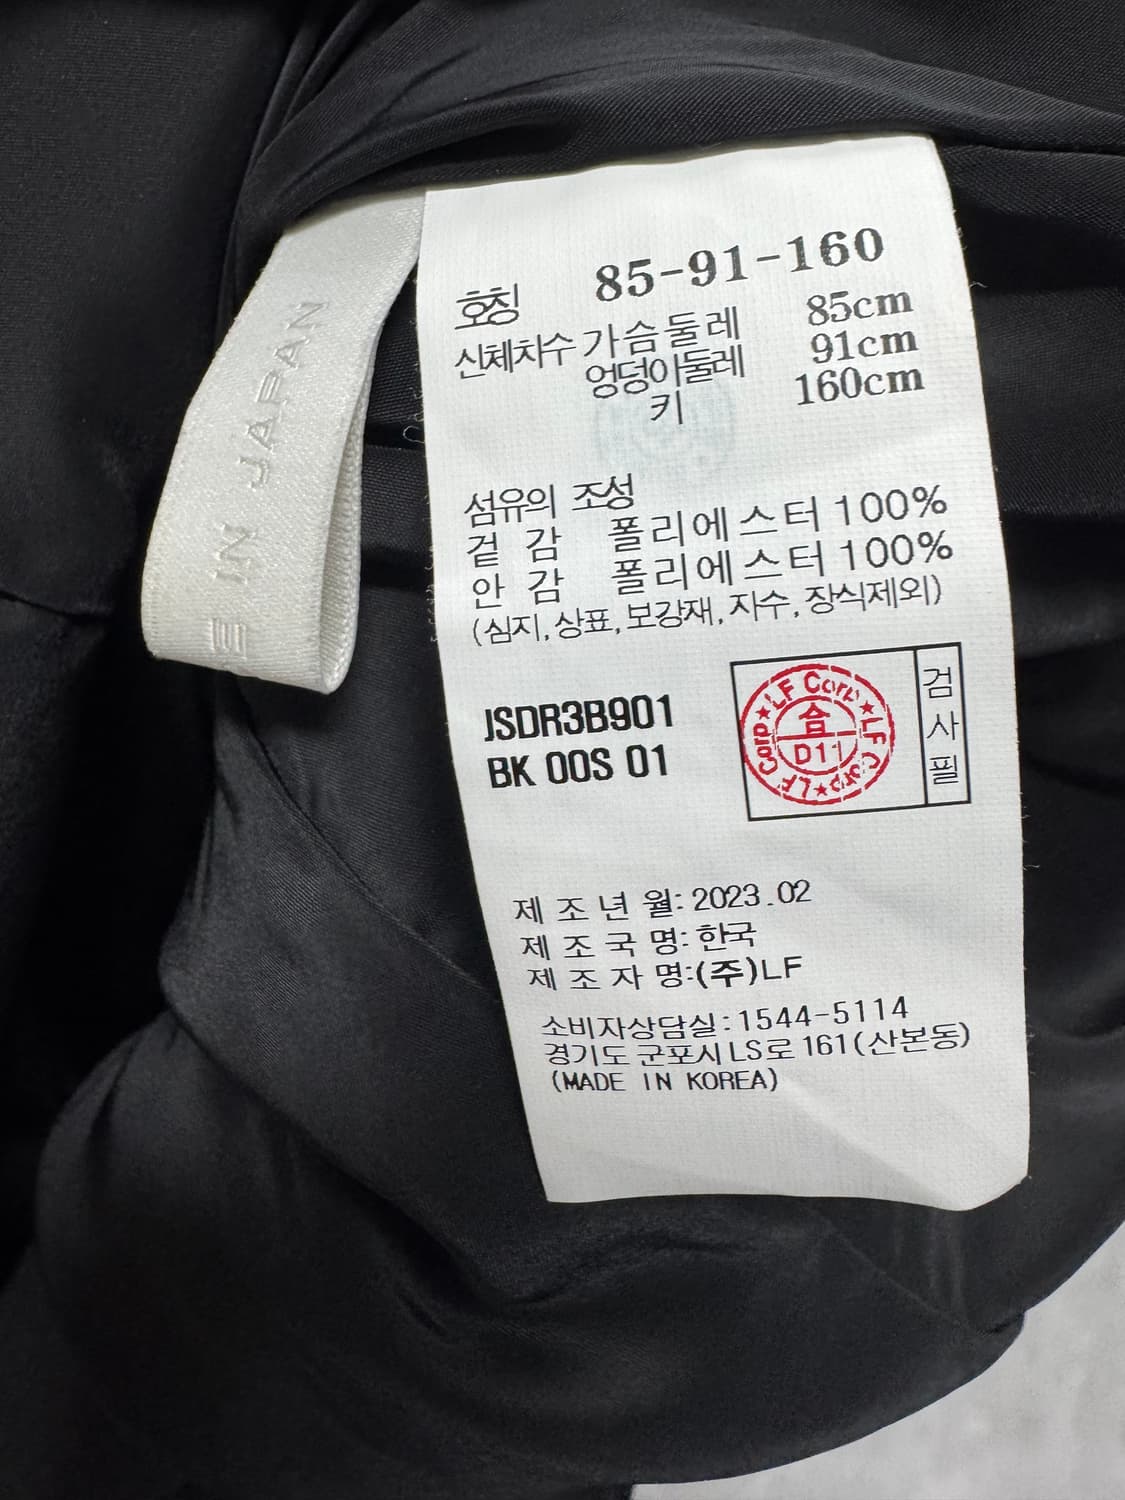 E IN JAPAN
호칭 85-91-160
신체치수 가슴둘레 85cm
엉덩이둘레 91cm
키 160cm
섬유의 조성
겉 감 폴리에스터 100%
안 감 폴리에스터 100%
(심지, 상표, 보강재, 자수, 장식제외)
JSDR3B901
BK 00S 01
LF Corp ★ LF Corp ★ LF Corp ★
合
D11
검사필
제 조 년 월: 2023.02
제 조 국 명: 한국
제 조 자 명:(주)LF
소비자상담실:1544-5114
경기도 군포시 LS로 161(산본동)
(MADE IN KOREA)